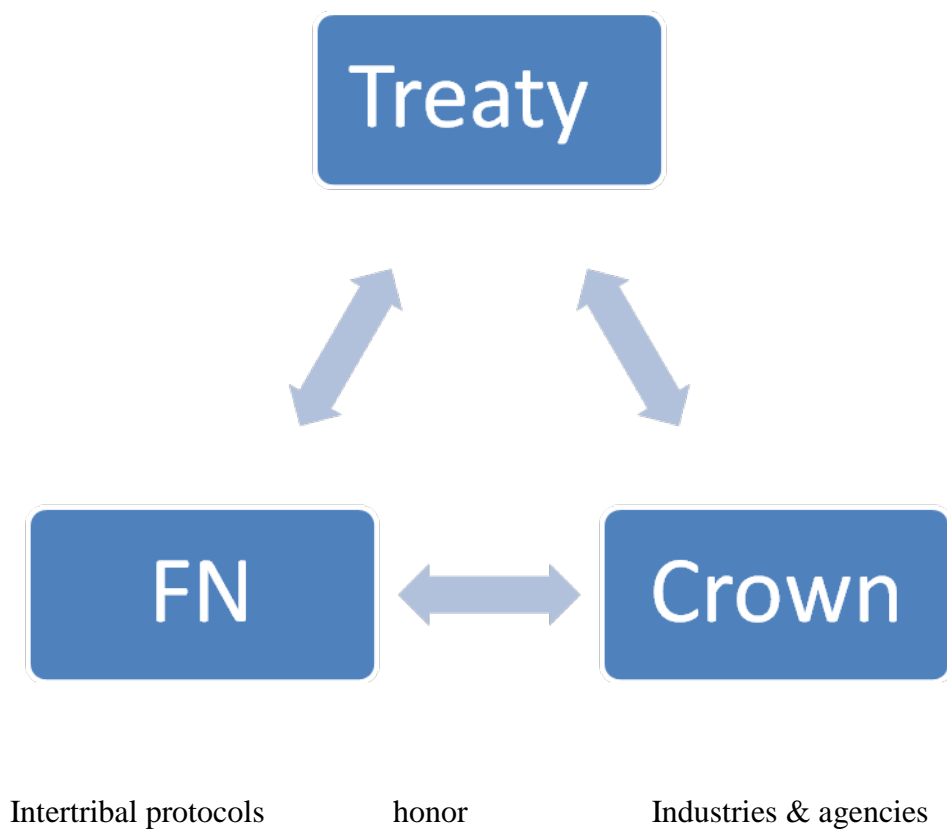 Treaty
FN Crown
Intertribal protocols honor Industries & agencies